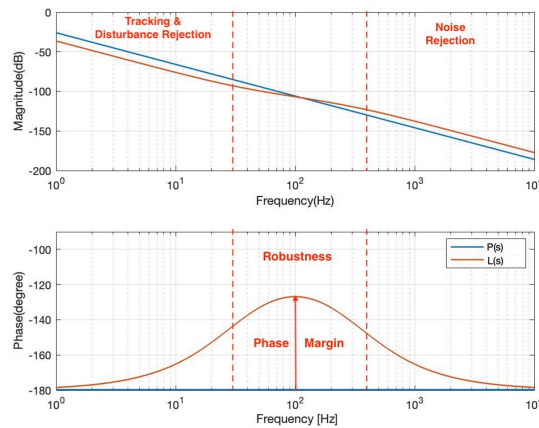 0
-50
-100
-150
-200
Magnitude(dB)
Tracking &
Disturbance Rejection
Noise
Rejection
10^0
10^1
10^2
10^3
10^4
Frequency(Hz)
-100
-120
-140
-160
-180
Phase(degree)
Robustness
P(s)
L(s)
Phase Margin
10^0
10^1
10^2
10^3
10
Frequency [Hz]